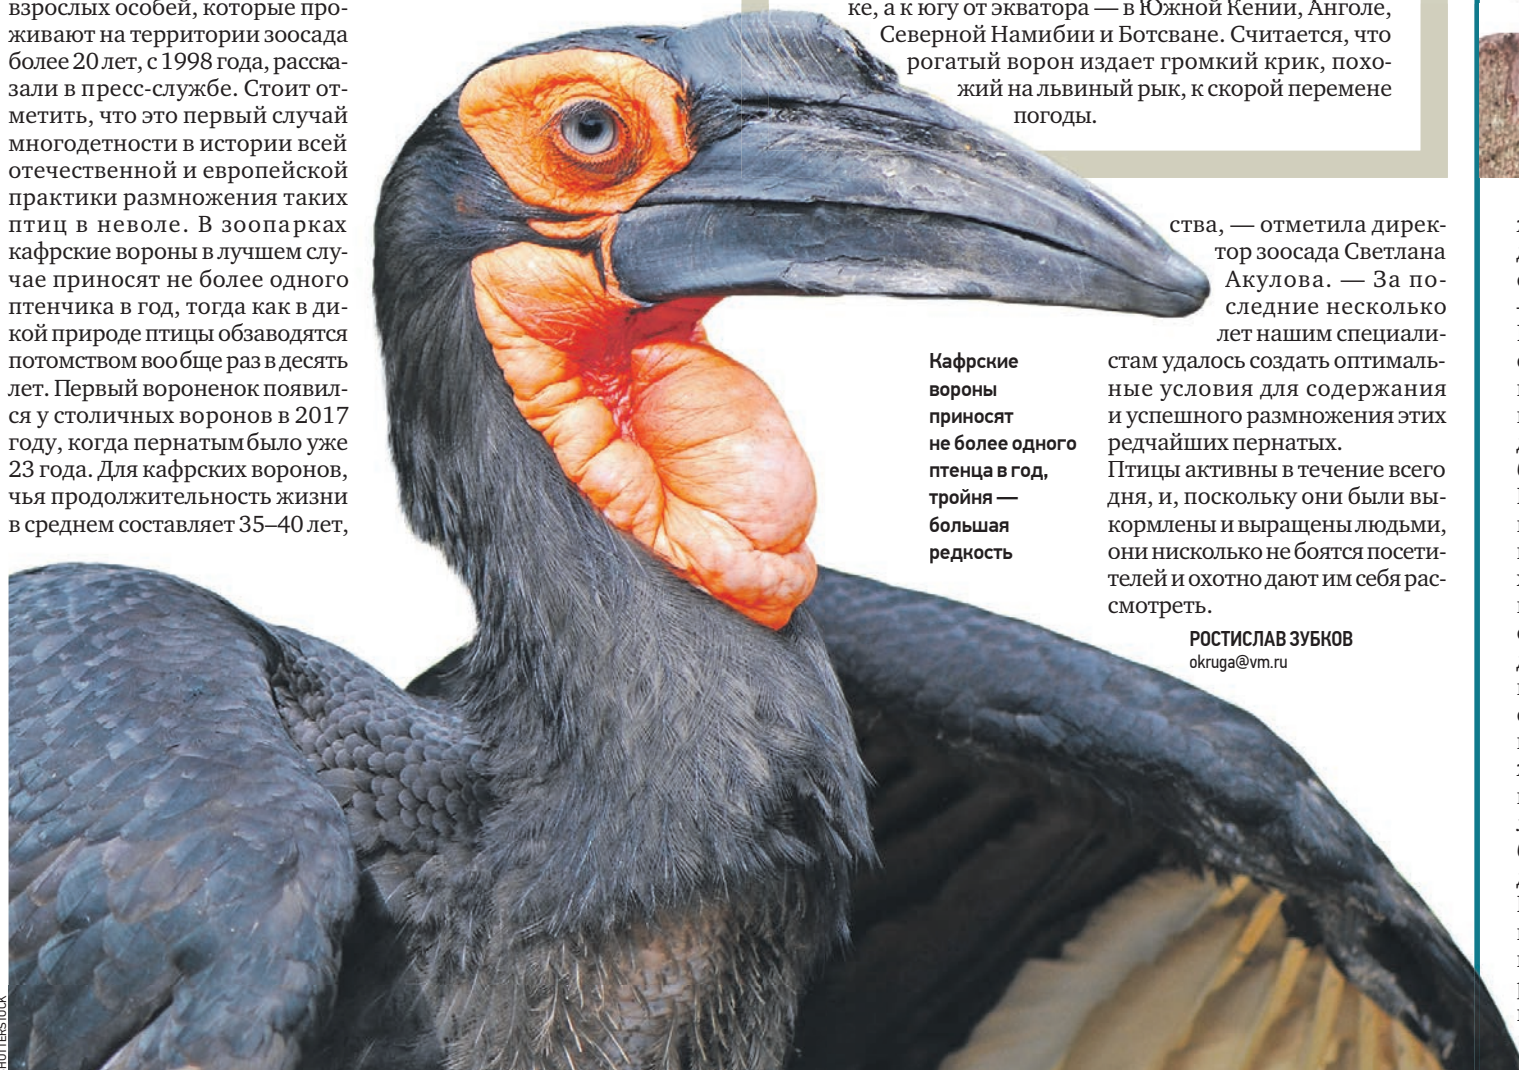 взрослых особей, которые про-
живают на территории зоосада
более 20 лет, с 1998 года, расска-
зали в пресс-службе. Стоит от-
метить, что это первый случай
многодетности в истории всей
отечественной и европейской
практики размножения таких
птиц в неволе. В зоопарках
кафрские вороны в лучшем слу-
чае приносят не более одного
птенчика в год, тогда как в ди-
кой природе птицы обзаводятся
потомством вообще раз в десять
лет. Первый вороненок появил-
ся у столичных воронов в 2017
году, когда пернатым было уже
23 года. Для кафрских воронов,
чья продолжительность жизни
в среднем составляет 35–40 лет,
ке, а к югу от экватора — в Южной Кении, Анголе,
Северной Намибии и Ботсване. Считается, что
рогатый ворон издает громкий крик, похо-
жий на львиный рык, к скорой перемене
погоды.
Кафрские
вороны
приносят
не более одного
птенца в год,
тройня —
большая
редкость
ства, — отметила дирек-
тор зоосада Светлана
Акулова. — За по-
следние несколько
лет нашим специали-
стам удалось создать оптималь-
ные условия для содержания
и успешного размножения этих
редчайших пернатых.
Птицы активны в течение всего
дня, и, поскольку они были вы-
кормлены и выращены людьми,
они нисколько не боятся посети-
телей и охотно дают им себя рас-
смотреть.
РОСТИСЛАВ ЗУБКОВ
okruga@vm.ru